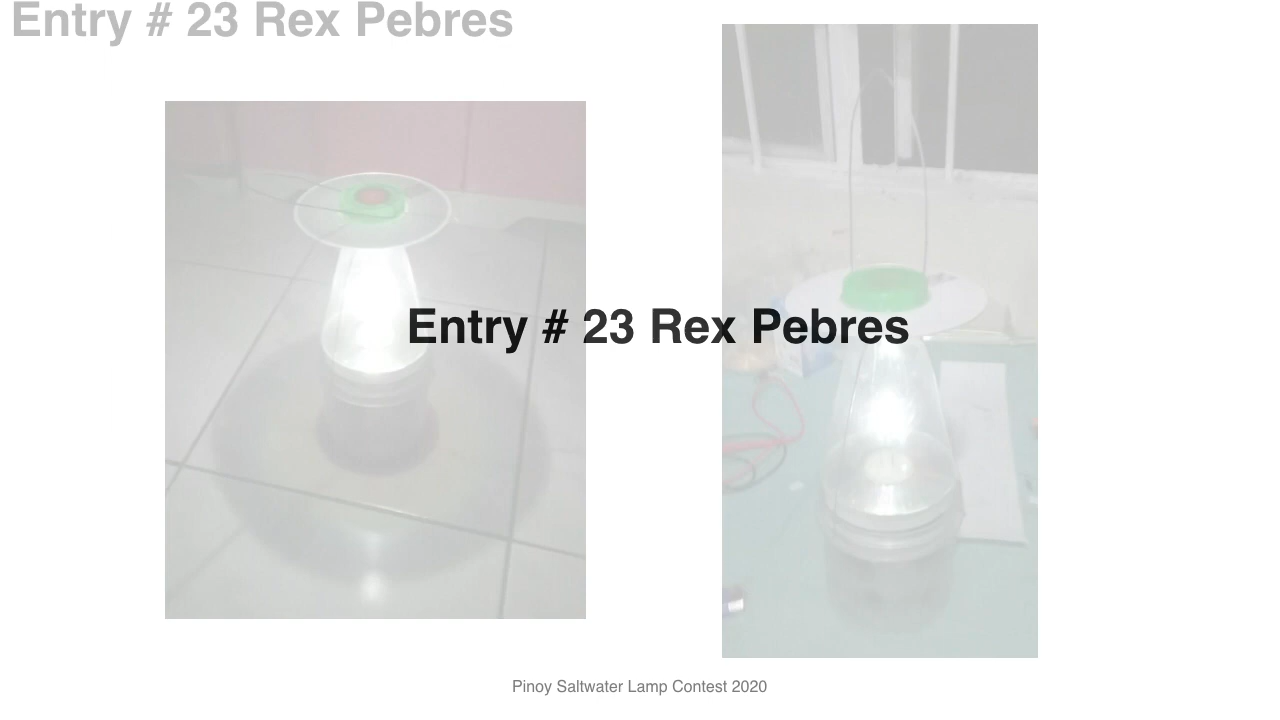 Entry # 23 Rex Pebres
Entry # 23 Rex Pebres
Pinoy Saltwater Lamp Contest 2020